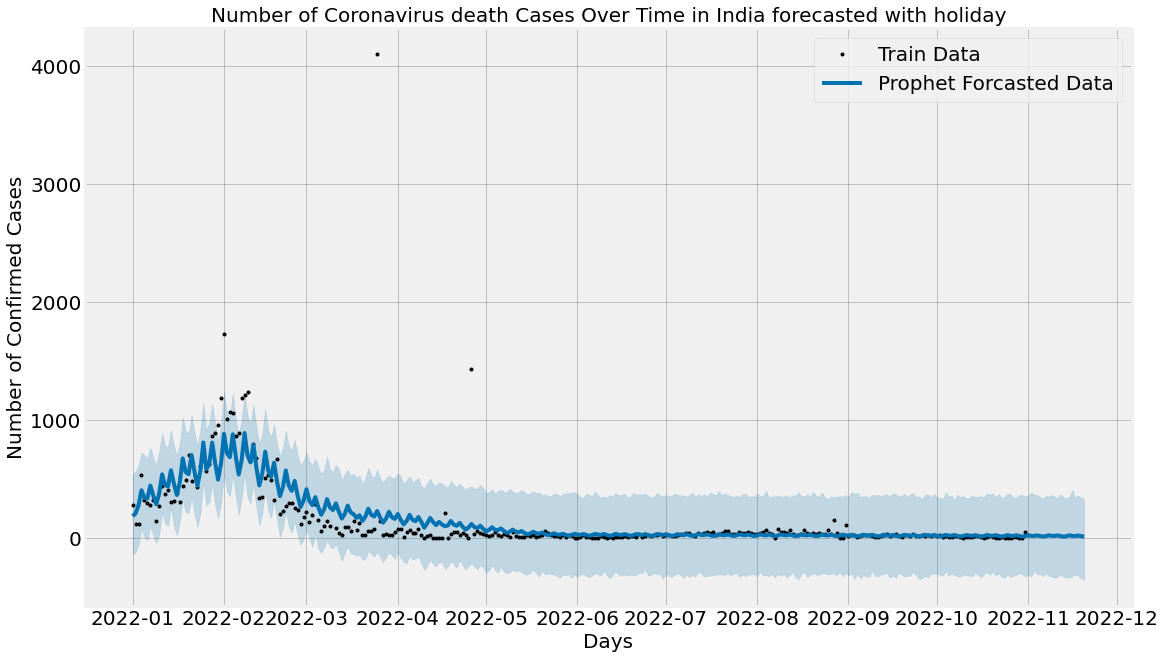 Number of Coronavirus death Cases Over Time in India forecasted with holiday
Train Data
Prophet Forcasted Data
Number of Confirmed Cases
4000
3000
2000
1000
0
2022-01 2022-02 2022-03 2022-04 2022-05 2022-06 2022-07 2022-08 2022-09 2022-10 2022-11 2022-12
Days